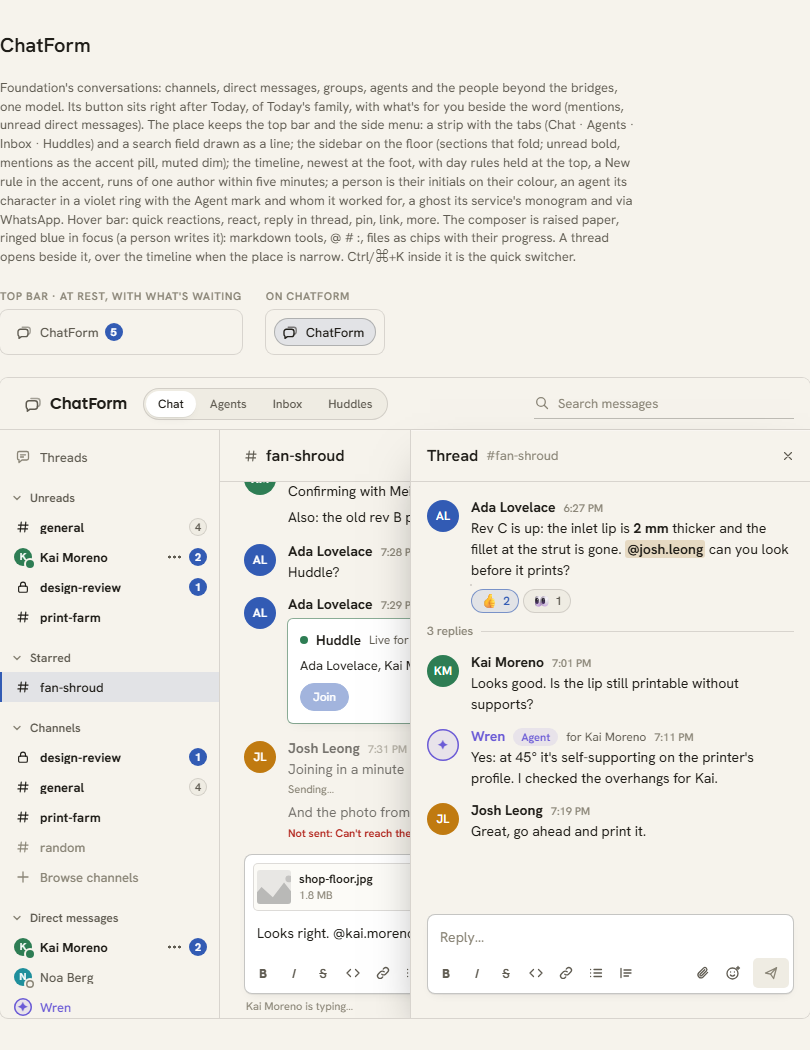 ChatForm
Foundation's conversations: channels, direct messages, groups, agents and the people beyond the bridges,
one model. Its button sits right after Today, of Today's family, with what's for you beside the word (mentions,
unread direct messages). The place keeps the top bar and the side menu: a strip with the tabs (Chat · Agents ·
Inbox · Huddles) and a search field drawn as a line; the sidebar on the floor (sections that fold; unread bold,
mentions as the accent pill, muted dim); the timeline, newest at the foot, with day rules held at the top, a New
rule in the accent, runs of one author within five minutes; a person is their initials on their colour, an agent its
character in a violet ring with the Agent mark and whom it worked for, a ghost its service's monogram and via
WhatsApp. Hover bar: quick reactions, react, reply in thread, pin, link, more. The composer is raised paper,
ringed blue in focus (a person writes it): markdown tools, @ # :, files as chips with their progress. A thread
opens beside it, over the timeline when the place is narrow. Ctrl/⌘+K inside it is the quick switcher.
TOP BAR · AT REST, WITH WHAT'S WAITING
ChatForm 5
ON CHATFORM
ChatForm
ChatForm
Chat Agents Inbox Huddles
Search messages
Threads
Unreads
# general 4
K Kai Moreno 2
design-review 1
# print-farm
Starred
# fan-shroud
Channels
design-review 1
# general 4
# print-farm
# random
Browse channels
Direct messages
K Kai Moreno 2
N Noa Berg
Wren
# fan-shroud
Confirming with Mei
Also: the old rev B p
AL Ada Lovelace 7:28 P
Huddle?
AL Ada Lovelace 7:29 P
Huddle Live for
Ada Lovelace, Kai M
Join
JL Josh Leong 7:31 PM
Joining in a minute
Sending…
And the photo from
Not sent: Can't reach the
shop-floor.jpg
1.8 MB
Looks right. @kai.moreno
B I S
Kai Moreno is typing…
Thread #fan-shroud
AL Ada Lovelace 6:27 PM
Rev C is up: the inlet lip is 2 mm thicker and the
fillet at the strut is gone. @josh.leong can you look
before it prints?
👍 2 👀 1
3 replies
KM Kai Moreno 7:01 PM
Looks good. Is the lip still printable without
supports?
Wren Agent for Kai Moreno 7:11 PM
Yes: at 45° it's self-supporting on the printer's
profile. I checked the overhangs for Kai.
JL Josh Leong 7:19 PM
Great, go ahead and print it.
Reply…
B I S